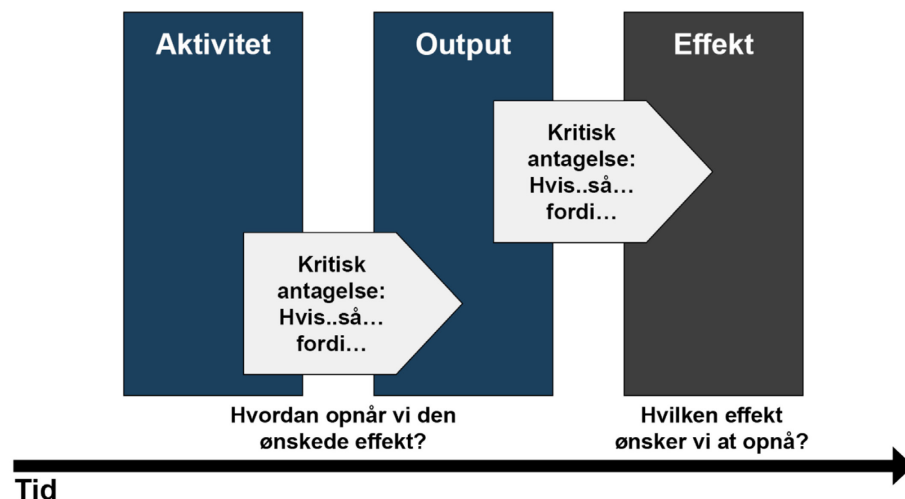 Aktivitet
Output
Effekt
Kritisk
antagelse:
Hvis..så…
fordi…
Kritisk
antagelse:
Hvis..så…
fordi…
Hvordan opnår vi den
ønskede effekt?
Hvilken effekt
ønsker vi at opnå?
Tid